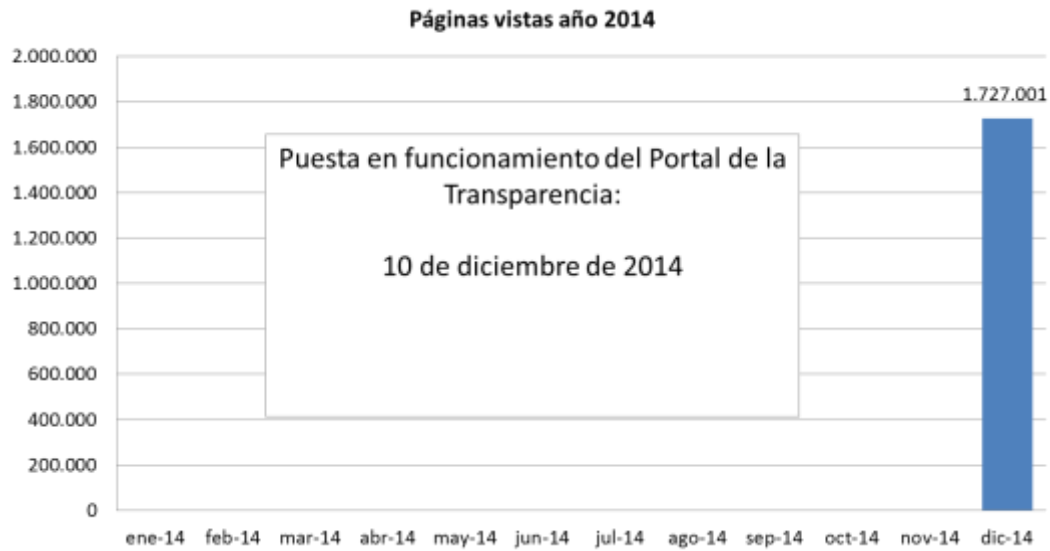 Páginas vistas año 2014
2.000.000
1.800.000
1.727.001
1.600.000
Puesta en funcionamiento del Portal de la
Transparencia:
1.400.000
1.200.000
10 de diciembre de 2014
1.000.000
800.000
600.000
400.000
200.000
0
ene-14 feb-14 mar-14 abr-14 may-14 jun-14 jul-14 ago-14 sep-14 oct-14 nov-14 dic-14